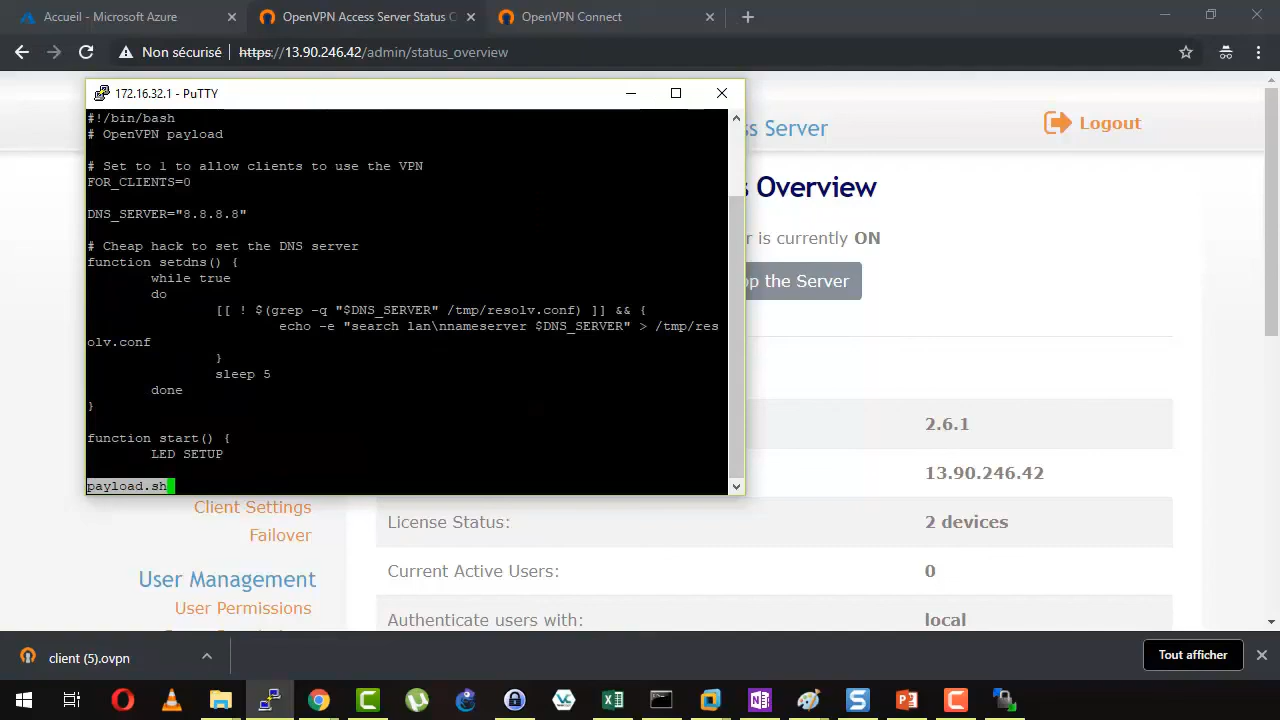 Accueil - Microsoft Azure
OpenVPN Access Server Status O
OpenVPN Connect
Non sécurisé
https://13.90.246.42/admin/status_overview
172.16.32.1 - PuTTY
#!/bin/bash
# OpenVPN payload
# Set to 1 to allow clients to use the VPN
FOR_CLIENTS=0
DNS_SERVER="8.8.8.8"
# Cheap hack to set the DNS server
function setdns() {
while true
do
[[ ! $(grep -q "$DNS_SERVER" /tmp/resolv.conf) ]] && {
echo -e "search lan\nnameserver $DNS_SERVER" > /tmp/res
olv.conf
}
sleep 5
done
}
function start() {
LED SETUP
payload.sh
ss Server
Logout
s Overview
r is currently ON
op the Server
2.6.1
13.90.246.42
Client Settings
License Status:
2 devices
Failover
Current Active Users:
0
User Management
User Permissions
Authenticate users with:
local
client (5).ovpn
Tout afficher